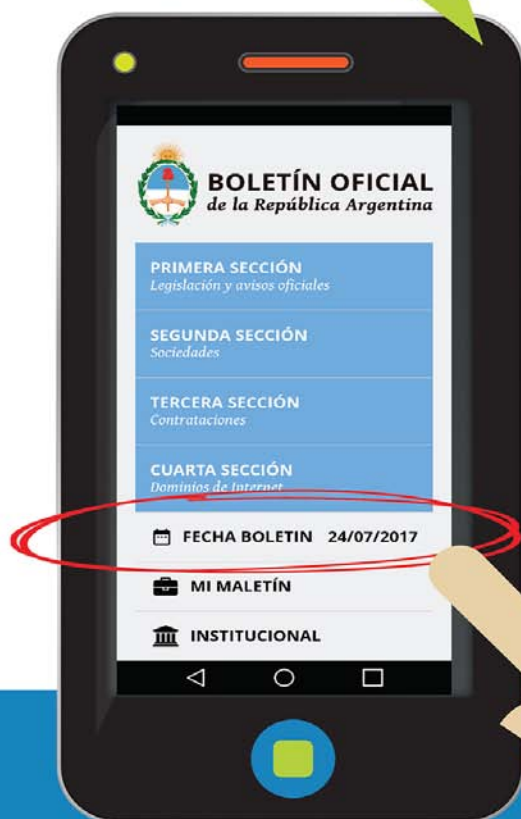 BOLETÍN OFICIAL
de la República Argentina
PRIMERA SECCIÓN
Legislación y avisos oficiales
SEGUNDA SECCIÓN
Sociedades
TERCERA SECCIÓN
Contrataciones
CUARTA SECCIÓN
Dominios de Internet
FECHA BOLETIN 24/07/2017
MI MALETÍN
INSTITUCIONAL